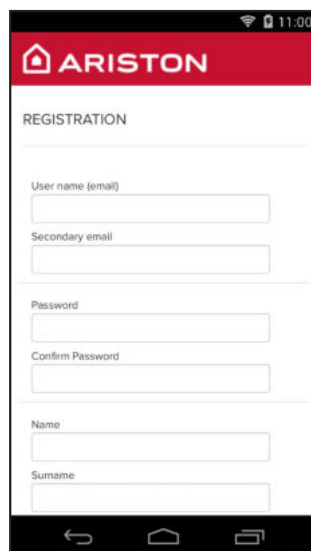 11:00
ARISTON
REGISTRATION
User name (email)
Secondary email
Password
Confirm Password
Name
Surname